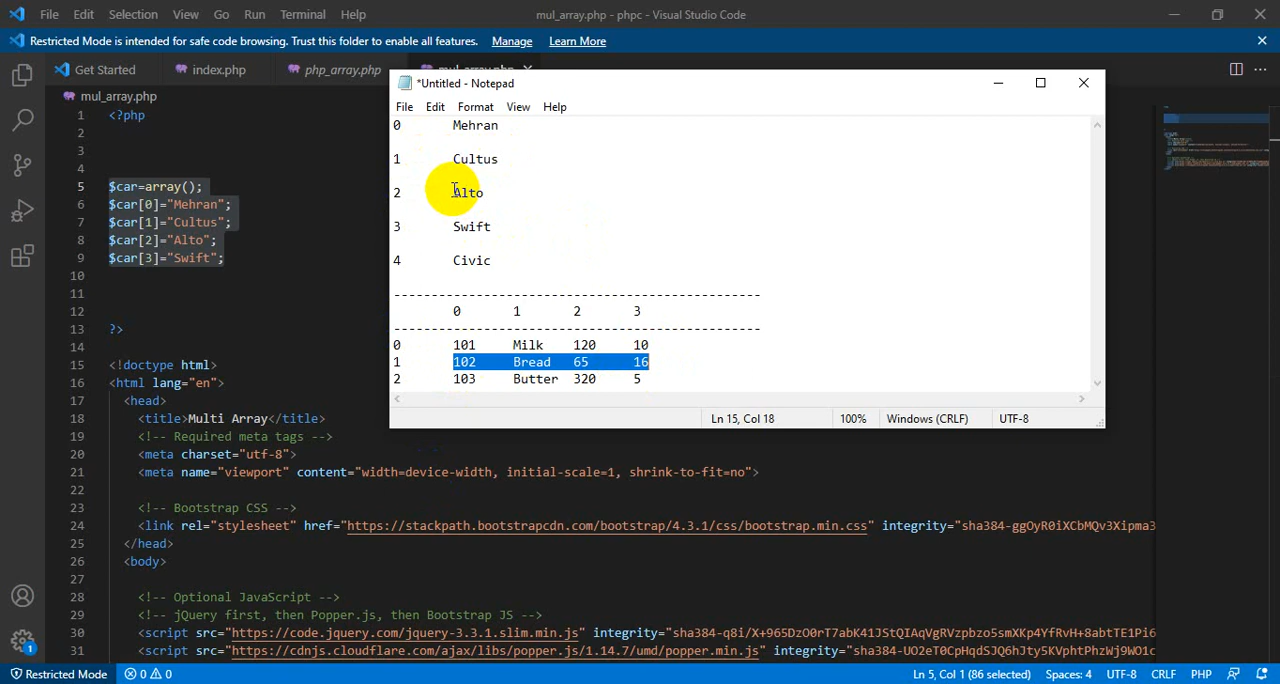 File Edit Selection View Go Run Terminal Help
mul_array.php - phpc - Visual Studio Code
Restricted Mode is intended for safe code browsing. Trust this folder to enable all features. Manage Learn More
Get Started index.php php_array.php
mul_array.php
1 <?php
2
3
4
5 $car=array();
6 $car[0]="Mehran";
7 $car[1]="Cultus";
8 $car[2]="Alto";
9 $car[3]="Swift";
10
11
12
13 ?>
14
15 <!doctype html>
16 <html lang="en">
17 <head>
18 <title>Multi Array</title>
19 <!-- Required meta tags -->
20 <meta charset="utf-8">
21 <meta name="viewport" content="width=device-width, initial-scale=1, shrink-to-fit=no">
22
23 <!-- Bootstrap CSS -->
24 <link rel="stylesheet" href="https://stackpath.bootstrapcdn.com/bootstrap/4.3.1/css/bootstrap.min.css" integrity="sha384-ggOyR0iXCbMQv3Xipma3
25 </head>
26 <body>
27
28 <!-- Optional JavaScript -->
29 <!-- jQuery first, then Popper.js, then Bootstrap JS -->
30 <script src="https://code.jquery.com/jquery-3.3.1.slim.min.js" integrity="sha384-q8i/X+965DzO0rT7abK41JStQIAqVgRVzpbzo5smXKp4YfRvH+8abtTE1Pi6
31 <script src="https://cdnjs.cloudflare.com/ajax/libs/popper.js/1.14.7/umd/popper.min.js" integrity="sha384-UO2eT0CpHqdSJQ6hJty5KVphtPhzWj9WO1c
*Untitled - Notepad
File Edit Format View Help
0 Mehran
1 Cultus
2 Alto
3 Swift
4 Civic
-------------------------------------------------
0 1 2 3
-------------------------------------------------
0 101 Milk 120 10
1 102 Bread 65 16
2 103 Butter 320 5
Ln 15, Col 18 100% Windows (CRLF) UTF-8
1
Restricted Mode 0 0 Ln 5, Col 1 (86 selected) Spaces: 4 UTF-8 CRLF PHP